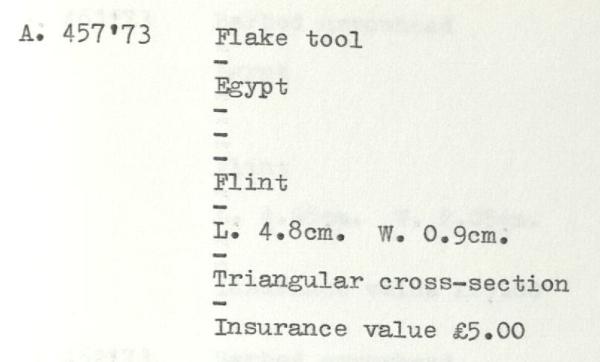 A. 457'73 Flake tool
-
Egypt
-
-
-
Flint
-
L. 4.8cm. W. 0.9cm.
-
Triangular cross-section
-
Insurance value £5.00